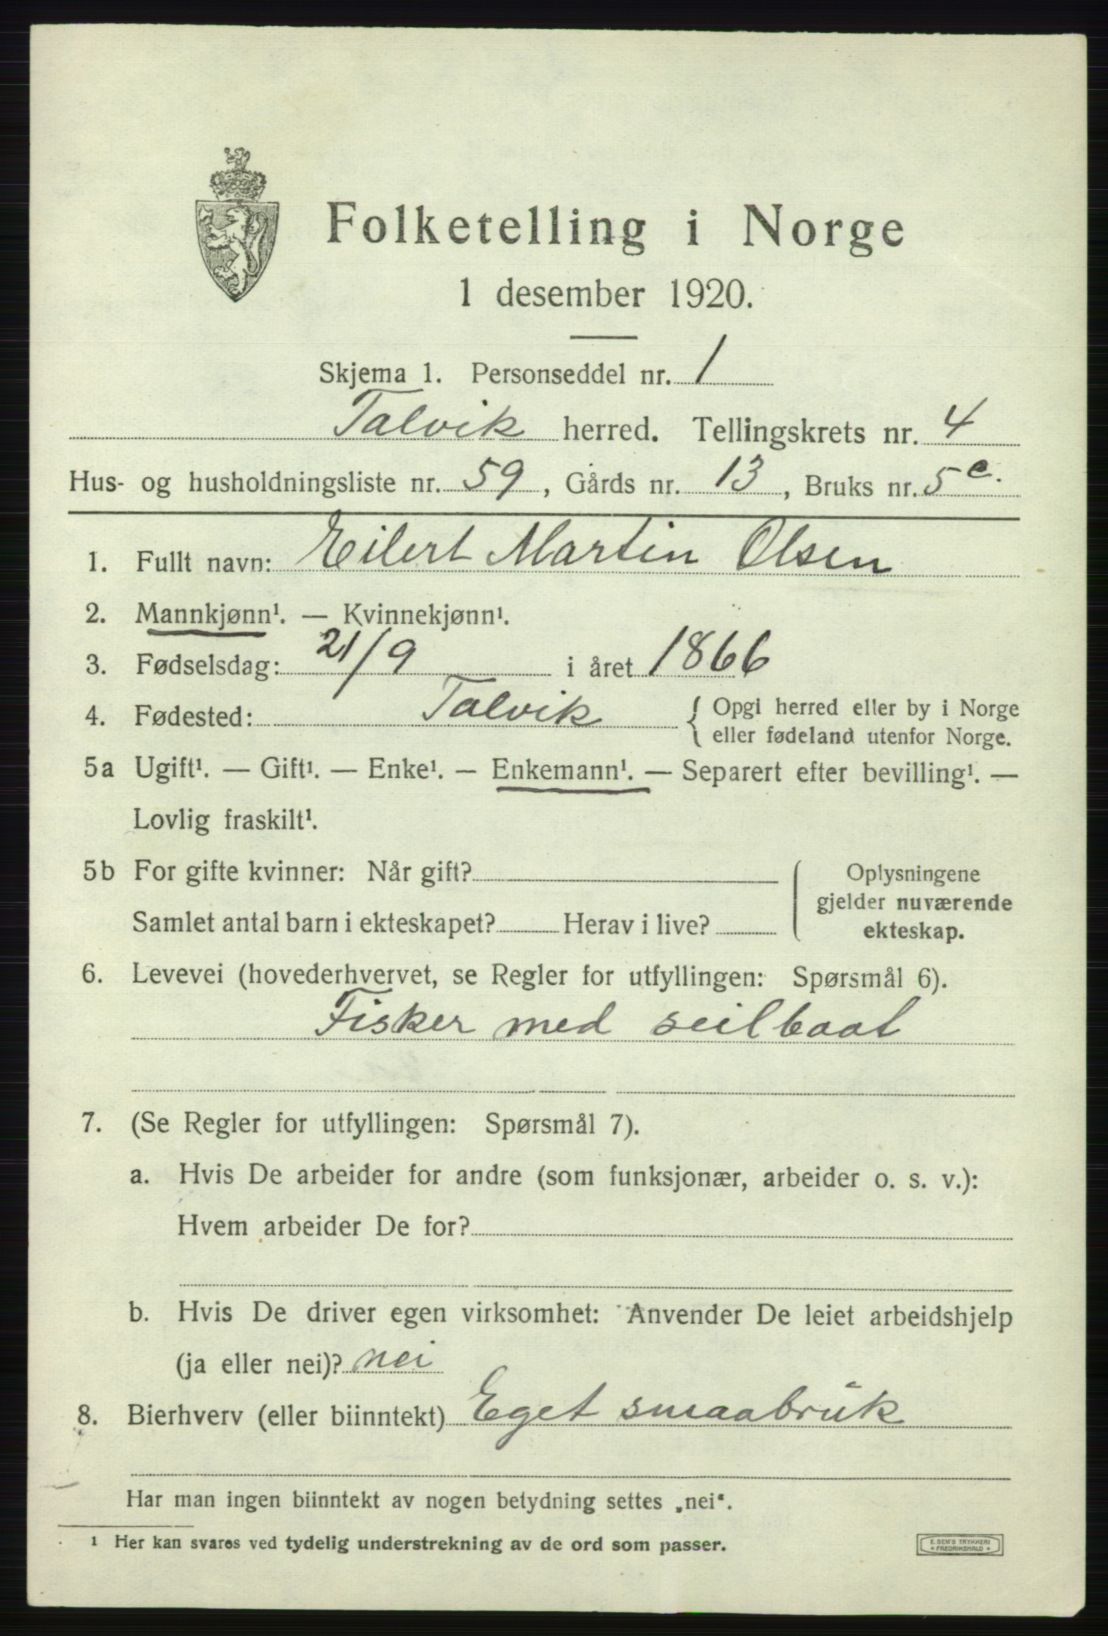 Folketelling i Norge
1 desember 1920.
Skjema 1. Personseddel nr. 1
Talvik herred. Tellingskrets nr. 4
Hus- og husholdningsliste nr. 59, Gårds nr. 13, Bruks nr. 5 c.
1. Fullt navn: Eilert Martin Olsen
2. Mannkjønn¹. — Kvinnekjønn¹.
3. Fødselsdag: 21/9 i året 1866
4. Fødested: Talvik { Opgi herred eller by i Norge
eller fødeland utenfor Norge.
5a Ugift¹. — Gift¹. — Enke¹. — Enkemann¹. — Separert efter bevilling¹. —
Lovlig fraskilt¹.
5b For gifte kvinner: Når gift?
Samlet antal barn i ekteskapet? Herav i live?
Oplysningene
gjelder nuværende
ekteskap.
6. Levevei (hovederhvervet, se Regler for utfyllingen: Spørsmål 6).
Fisker med seilbaat
7. (Se Regler for utfyllingen: Spørsmål 7).
a. Hvis De arbeider for andre (som funksjonær, arbeider o. s. v.):
Hvem arbeider De for?
b. Hvis De driver egen virksomhet: Anvender De leiet arbeidshjelp
(ja eller nei)? nei
8. Bierhverv (eller biinntekt) Eget smaabruk
Har man ingen biinntekt av nogen betydning settes „nei“.
¹ Her kan svares ved tydelig understrekning av de ord som passer.
E. SEM'S TRYKKERI
FREDRIKSHALD